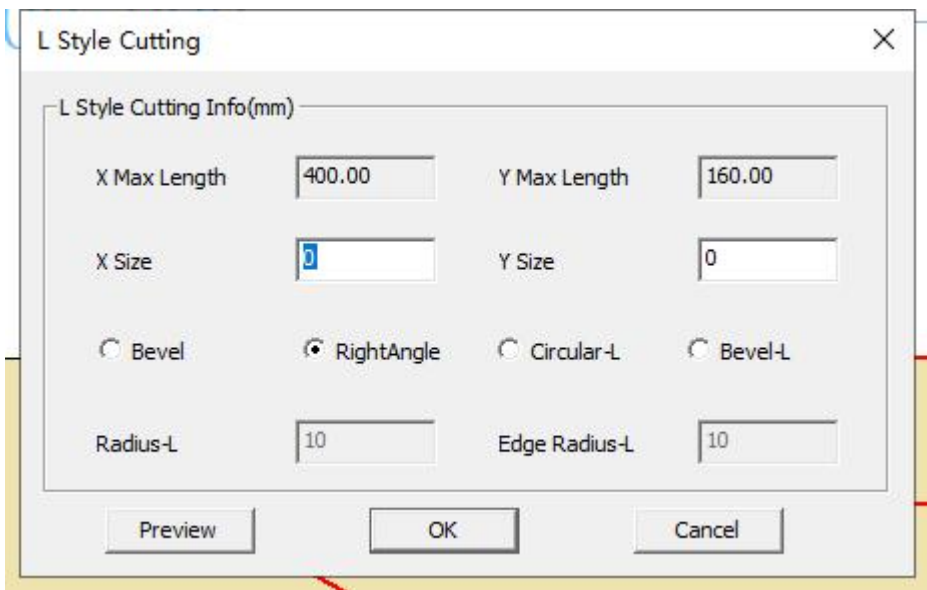 L Style Cutting
L Style Cutting Info(mm)
X Max Length 400.00 Y Max Length 160.00
X Size 0 Y Size 0
Bevel RightAngle Circular-L Bevel-L
Radius-L 10 Edge Radius-L 10
Preview OK Cancel